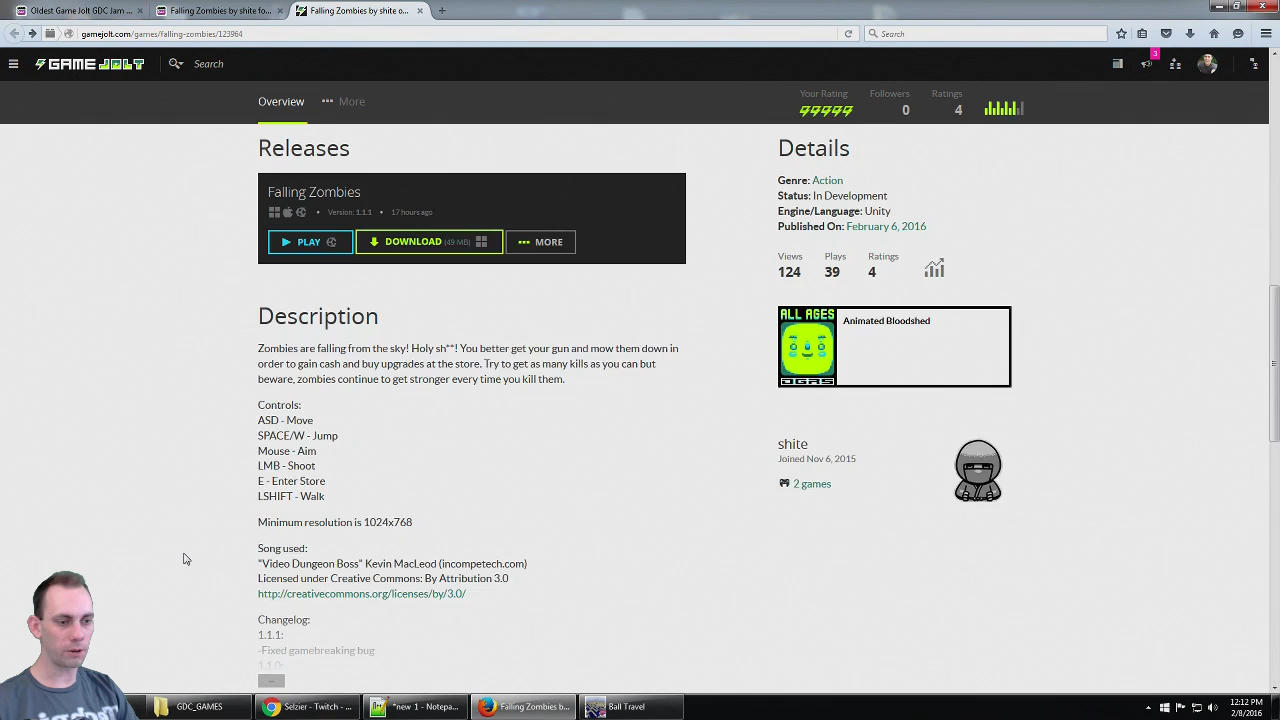 Oldest Game Jolt GDC Jam ...
Falling Zombies by shite fo...
Falling Zombies by shite o...
gamejolt.com/games/falling-zombies/123964
Search
GAME JOLT
Search
3
Overview
More
Your Rating
Followers
0
Ratings
4
Releases
Falling Zombies
Version: 1.1.1 • 17 hours ago
PLAY
DOWNLOAD (49 MB)
MORE
Description
Zombies are falling from the sky! Holy sh**! You better get your gun and mow them down in
order to gain cash and buy upgrades at the store. Try to get as many kills as you can but
beware, zombies continue to get stronger every time you kill them.
Controls:
ASD - Move
SPACE/W - Jump
Mouse - Aim
LMB - Shoot
E - Enter Store
LSHIFT - Walk
Minimum resolution is 1024x768
Song used:
"Video Dungeon Boss" Kevin MacLeod (incompetech.com)
Licensed under Creative Commons: By Attribution 3.0
http://creativecommons.org/licenses/by/3.0/
Changelog:
1.1.1:
-Fixed gamebreaking bug
1.1.0:
Details
Genre: Action
Status: In Development
Engine/Language: Unity
Published On: February 6, 2016
Views
124
Plays
39
Ratings
4
ALL AGES
DGRS
Animated Bloodshed
shite
Joined Nov 6, 2015
2 games
GDC_GAMES
Selzier - Twitch - ...
*new 1 - Notepa...
Falling Zombies b...
Ball Travel
12:12 PM
2/8/2016